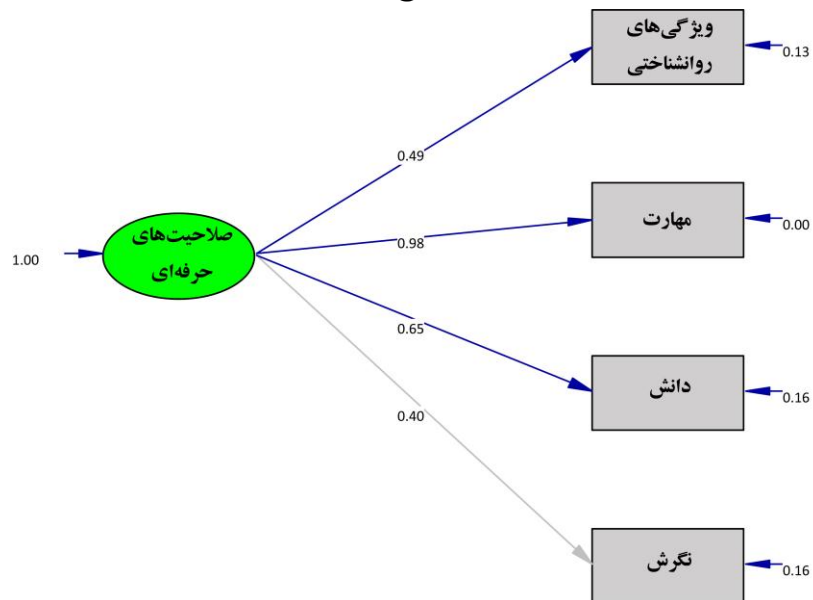 ویژگی‌های
روانشناختی
0.13
0.49
مهارت
0.00
0.98
صلاحیت‌های
حرفه‌ای
1.00
0.65
دانش
0.16
0.40
نگرش
0.16